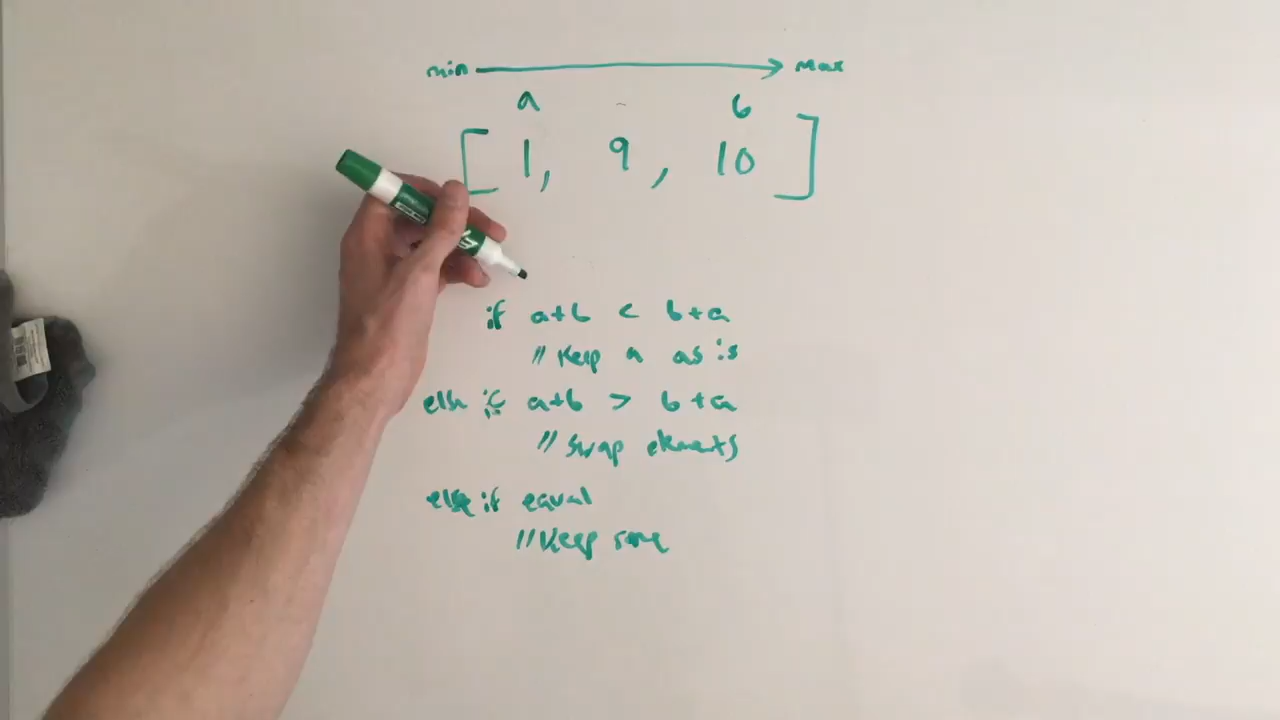 min max
a b
[ 1, 9, 10 ]
if a+b < b+a
// Keep a as is
else if a+b > b+a
// Swap elements
else if equal
// Keep same